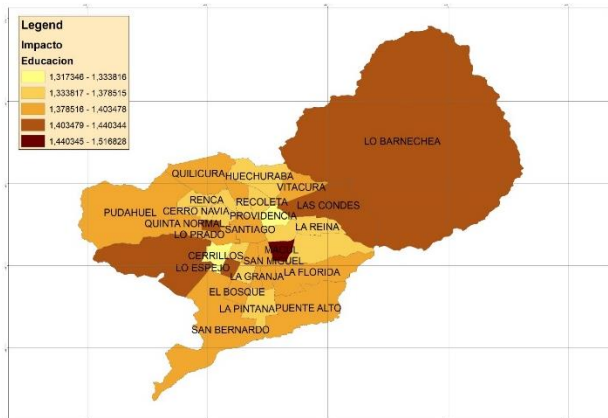 Legend
Impacto
Educacion
1,317346 - 1,333816
1,333817 - 1,378515
1,378516 - 1,403478
1,403479 - 1,440344
1,440345 - 1,516828
LO BARNECHEA
QUILICURA
HUECHURABA
VITACURA
RENCA
RECOLETA
LAS CONDES
PUDAHUEL
CERRO NAVIA
PROVIDENCIA
QUINTA NORMAL
SANTIAGO
LA REINA
LO PRADO
MACUL
CERRILLOS
SAN MIGUEL
LO ESPEJO
LA FLORIDA
LA GRANJA
EL BOSQUE
LA PINTANA
PUENTE ALTO
SAN BERNARDO